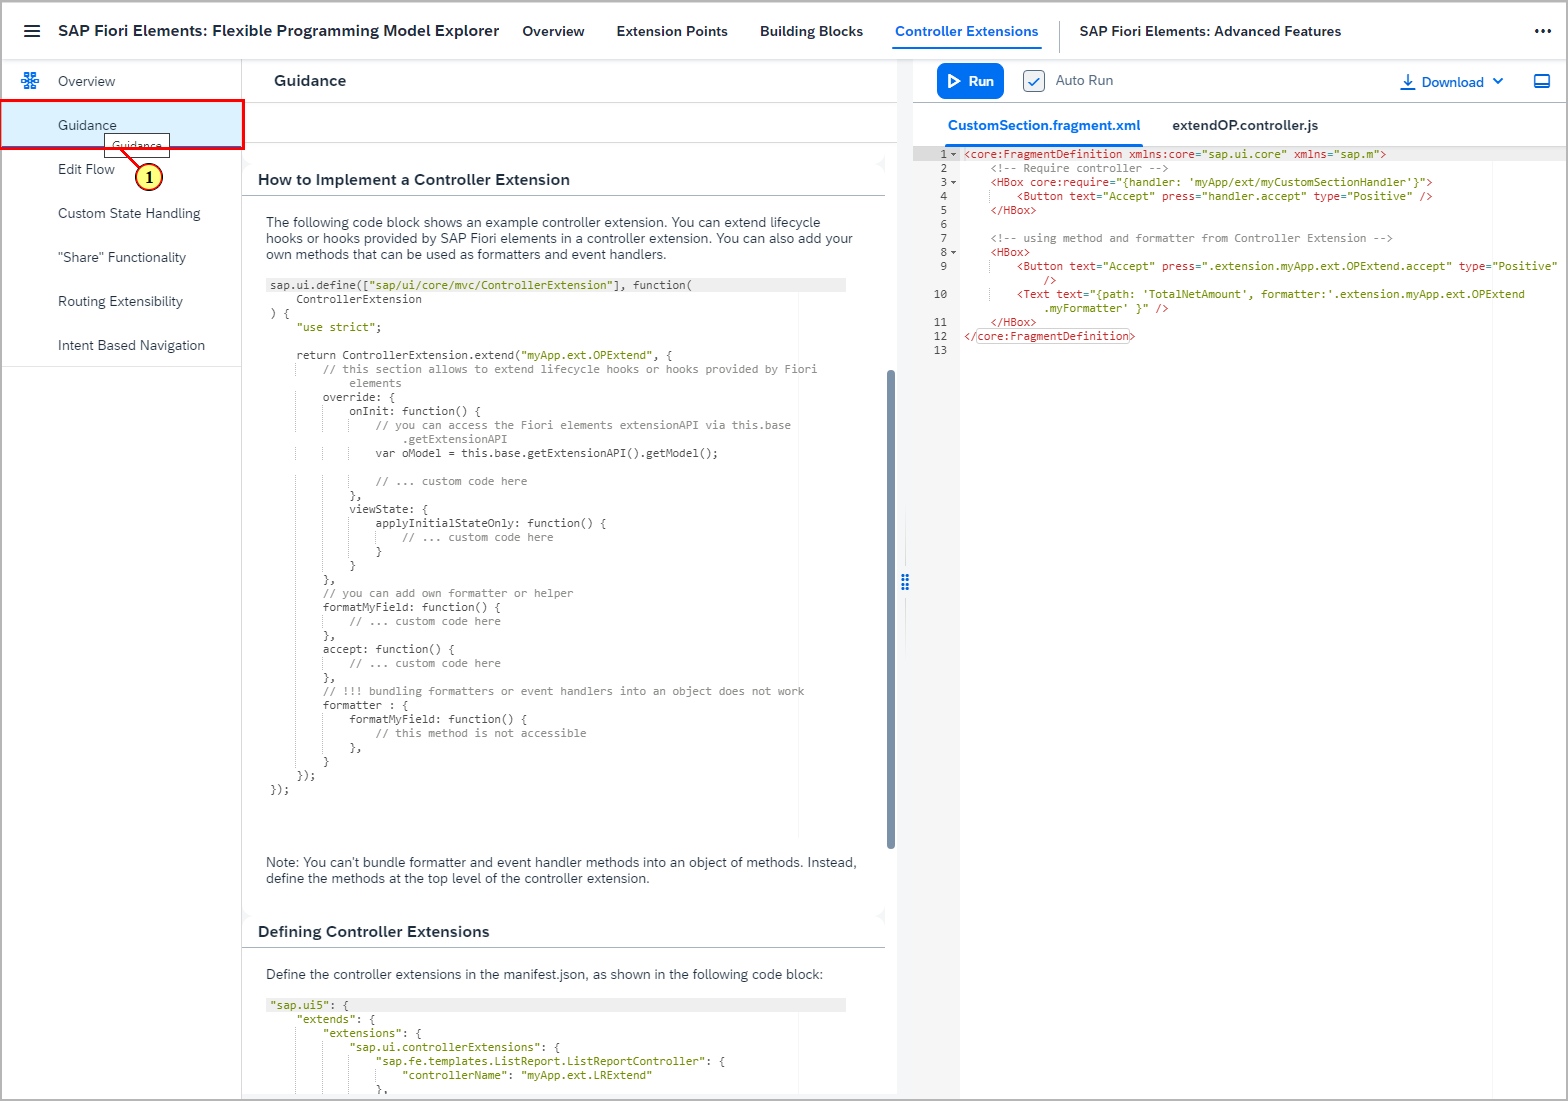 SAP Fiori Elements: Flexible Programming Model Explorer
Overview
Extension Points
Building Blocks
Controller Extensions
SAP Fiori Elements: Advanced Features
Overview
Guidance
Guidance
1
Edit Flow
Custom State Handling
"Share" Functionality
Routing Extensibility
Intent Based Navigation
Guidance
How to Implement a Controller Extension
The following code block shows an example controller extension. You can extend lifecycle
hooks or hooks provided by SAP Fiori elements in a controller extension. You can also add your
own methods that can be used as formatters and event handlers.
sap.ui.define(["sap/ui/core/mvc/ControllerExtension"], function(
ControllerExtension
) {
"use strict";
return ControllerExtension.extend("myApp.ext.OPExtend", {
// this section allows to extend lifecycle hooks or hooks provided by Fiori
elements
override: {
onInit: function() {
// you can access the Fiori elements extensionAPI via this.base
.getExtensionAPI
var oModel = this.base.getExtensionAPI().getModel();
// ... custom code here
},
viewState: {
applyInitialStateOnly: function() {
// ... custom code here
}
}
},
// you can add own formatter or helper
formatMyField: function() {
// ... custom code here
},
accept: function() {
// ... custom code here
},
// !!! bundling formatters or event handlers into an object does not work
formatter : {
formatMyField: function() {
// this method is not accessible
},
}
});
});
Note: You can't bundle formatter and event handler methods into an object of methods. Instead,
define the methods at the top level of the controller extension.
Defining Controller Extensions
Define the controller extensions in the manifest.json, as shown in the following code block:
"sap.ui5": {
"extends": {
"extensions": {
"sap.ui.controllerExtensions": {
"sap.fe.templates.ListReport.ListReportController": {
"controllerName": "myApp.ext.LRExtend"
},
Run
Auto Run
Download
CustomSection.fragment.xml
extendOP.controller.js
1 <core:FragmentDefinition xmlns:core="sap.ui.core" xmlns="sap.m">
2 <!-- Require controller -->
3 <HBox core:require="{handler: 'myApp/ext/myCustomSectionHandler'}">
4 <Button text="Accept" press="handler.accept" type="Positive" />
5 </HBox>
6
7 <!-- using method and formatter from Controller Extension -->
8 <HBox>
9 <Button text="Accept" press=".extension.myApp.ext.OPExtend.accept" type="Positive"
/>
10 <Text text="{path: 'TotalNetAmount', formatter:'.extension.myApp.ext.OPExtend
.myFormatter' }" />
11 </HBox>
12 </core:FragmentDefinition>
13